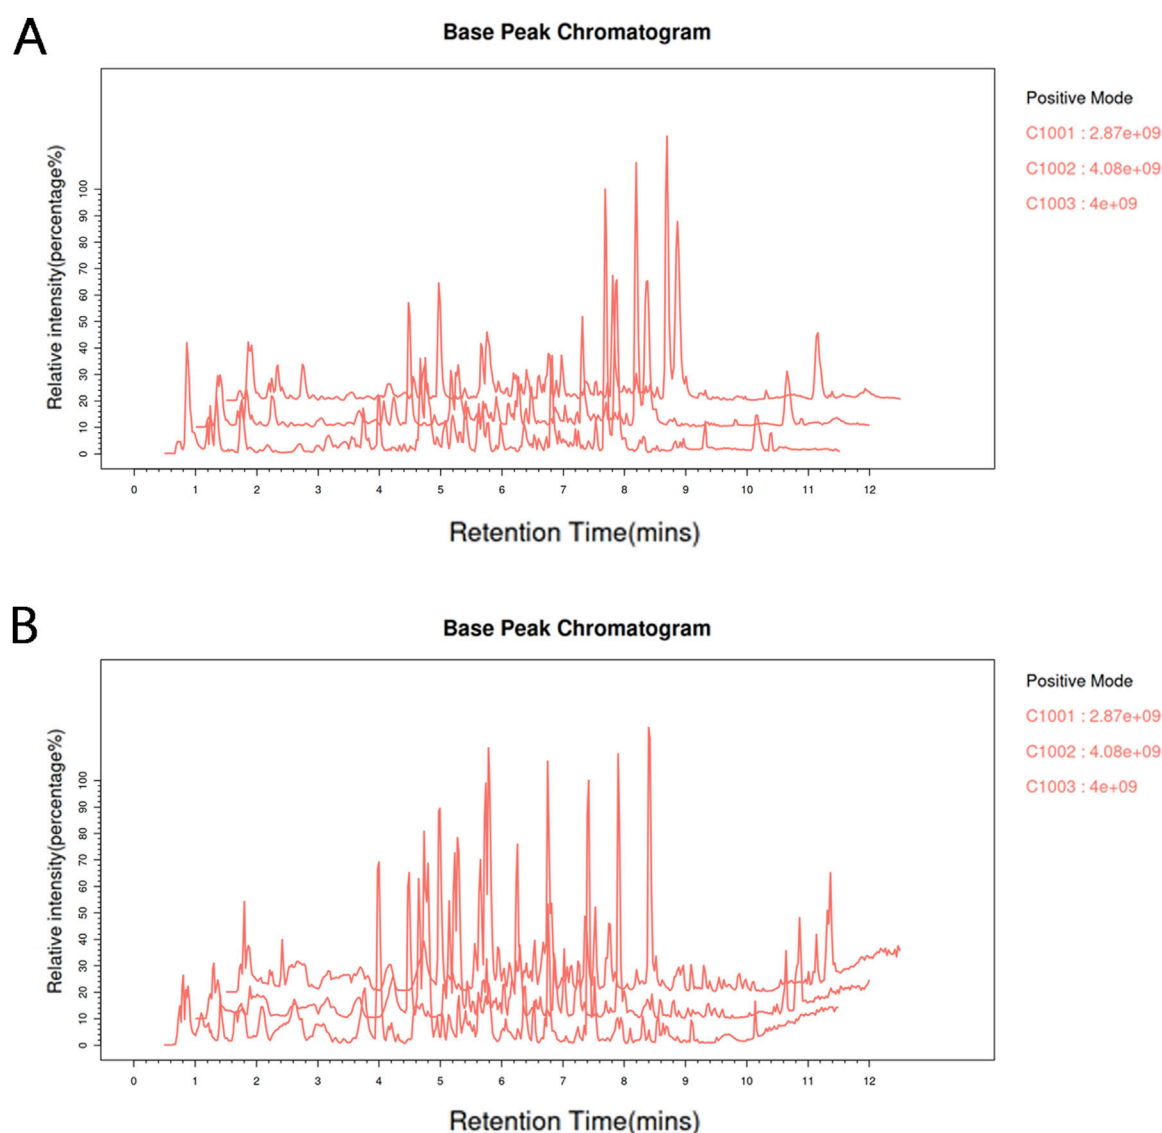 A
Base Peak Chromatogram
Positive Mode
C1001 : 2.87e+09
C1002 : 4.08e+09
C1003 : 4e+09
Relative intensity(percentage%)
100
90
80
70
60
50
40
30
20
10
0
0 1 2 3 4 5 6 7 8 9 10 11 12
Retention Time(mins)
B
Base Peak Chromatogram
Positive Mode
C1001 : 2.87e+09
C1002 : 4.08e+09
C1003 : 4e+09
Relative intensity(percentage%)
100
90
80
70
60
50
40
30
20
10
0
0 1 2 3 4 5 6 7 8 9 10 11 12
Retention Time(mins)